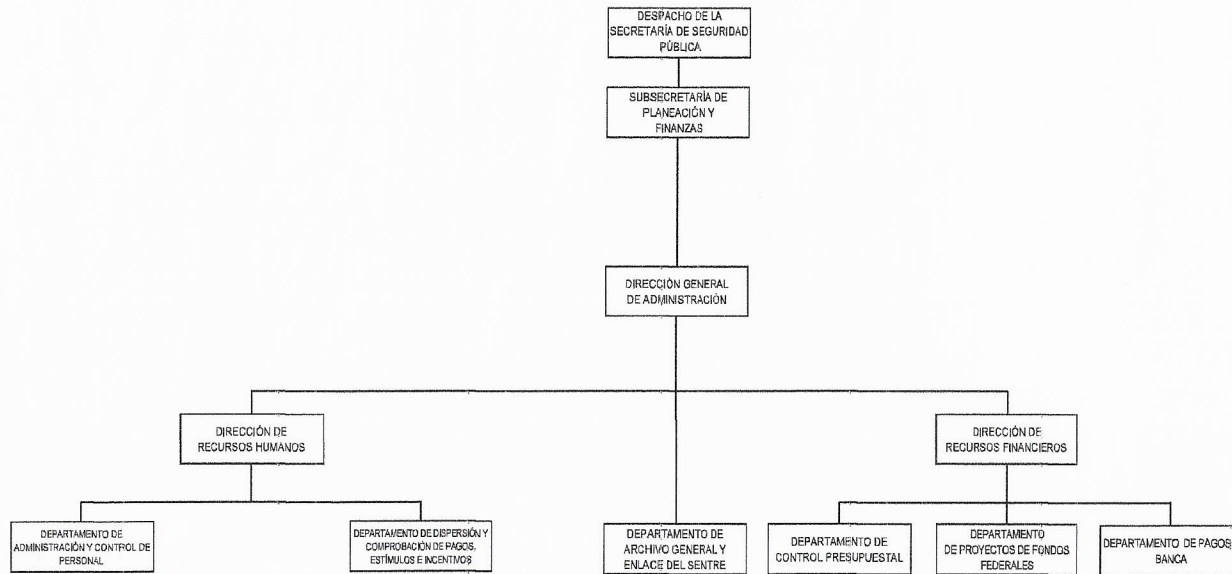 DESPACHO DE LA
SECRETARÍA DE SEGURIDAD
PÚBLICA
SUBSECRETARÍA DE
PLANEACIÓN Y
FINANZAS
DIRECCIÓN GENERAL
DE ADMINISTRACIÓN
DIRECCIÓN DE
RECURSOS HUMANOS
DIRECCIÓN DE
RECURSOS FINANCIEROS
DEPARTAMENTO DE
ADMINISTRACIÓN Y CONTROL DE
PERSONAL
DEPARTAMENTO DE DISPERSIÓN Y
COMPROBACIÓN DE PAGOS,
ESTÍMULOS E INCENTIVOS
DEPARTAMENTO DE
ARCHIVO GENERAL Y
ENLACE DEL SENTRE
DEPARTAMENTO DE
CONTROL PRESUPUESTAL
DEPARTAMENTO
DE PROYECTOS DE FONDOS
FEDERALES
DEPARTAMENTO DE PAGOS
BANCA